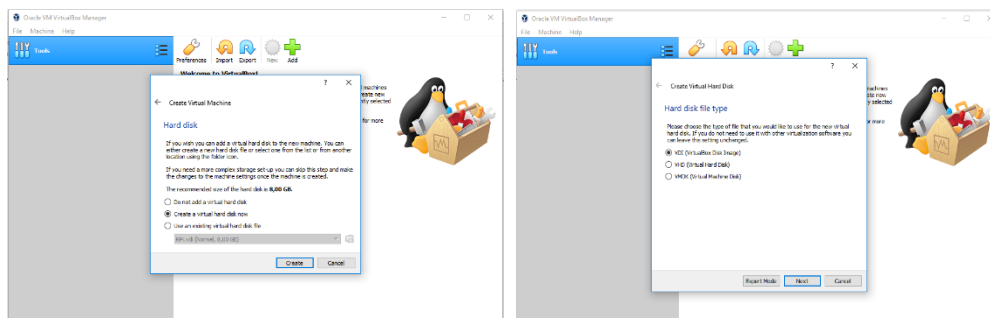 Oracle VM VirtualBox Manager
File Machine Help
Tools
Preferences Import Export New Add
Welcome to VirtualBox!
machines
eate new
tly selected
for more
? ×
Create Virtual Machine
Hard disk
If you wish you can add a virtual hard disk to the new machine. You can
either create a new hard disk file or select one from the list or from another
location using the folder icon.
If you need a more complex storage set-up you can skip this step and make
the changes to the machine settings once the machine is created.
The recommended size of the hard disk is 8,00 GB.
Do not add a virtual hard disk
Create a virtual hard disk now
Use an existing virtual hard disk file
(Normal, 8,00 GB)
Create Cancel
Oracle VM VirtualBox Manager
File Machine Help
Tools
machines
ate new
y selected
or more
? ×
Create Virtual Hard Disk
Hard disk file type
Please choose the type of file that you would like to use for the new virtual
hard disk. If you do not need to use it with other virtualization software you
can leave this setting unchanged.
VDI (VirtualBox Disk Image)
VHD (Virtual Hard Disk)
VMDK (Virtual Machine Disk)
Expert Mode Next Cancel